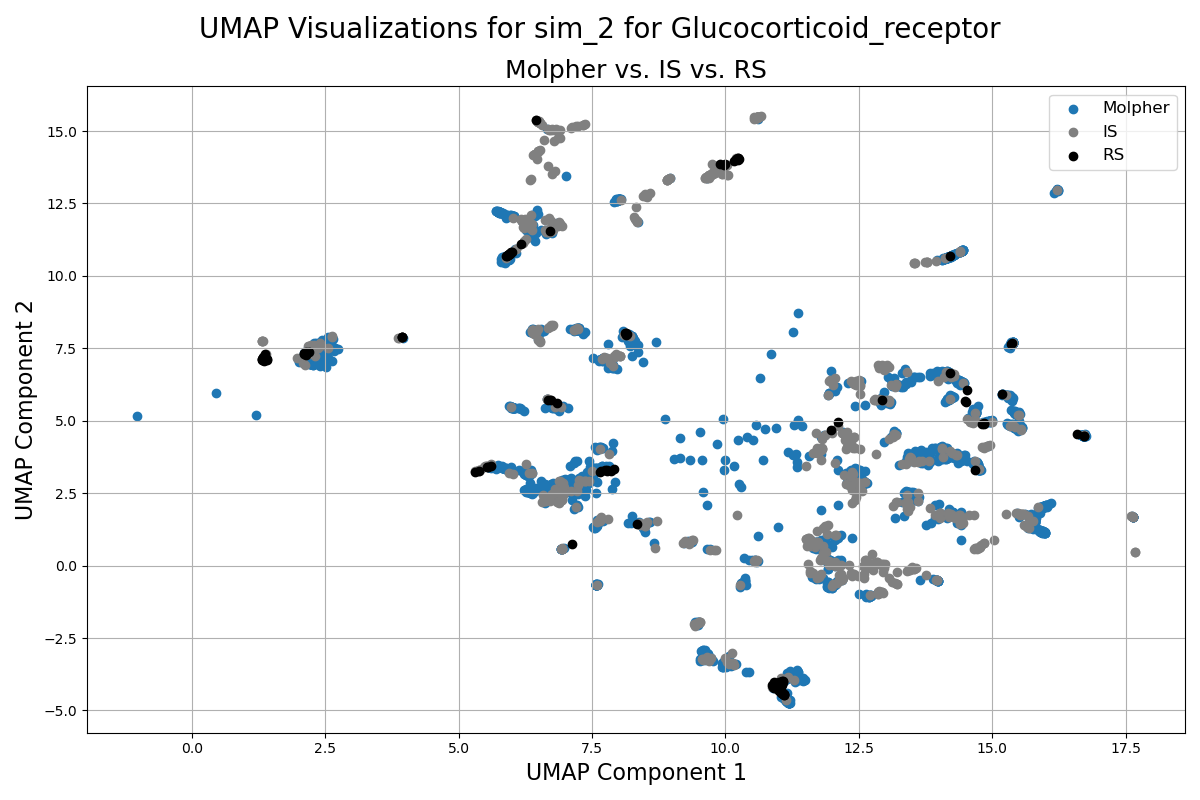 UMAP Visualizations for sim_2 for Glucocorticoid_receptor
Molpher vs. IS vs. RS
Molpher
IS
RS
15.0
12.5
10.0
7.5
5.0
2.5
0.0
−2.5
−5.0
UMAP Component 2
0.0 2.5 5.0 7.5 10.0 12.5 15.0 17.5
UMAP Component 1